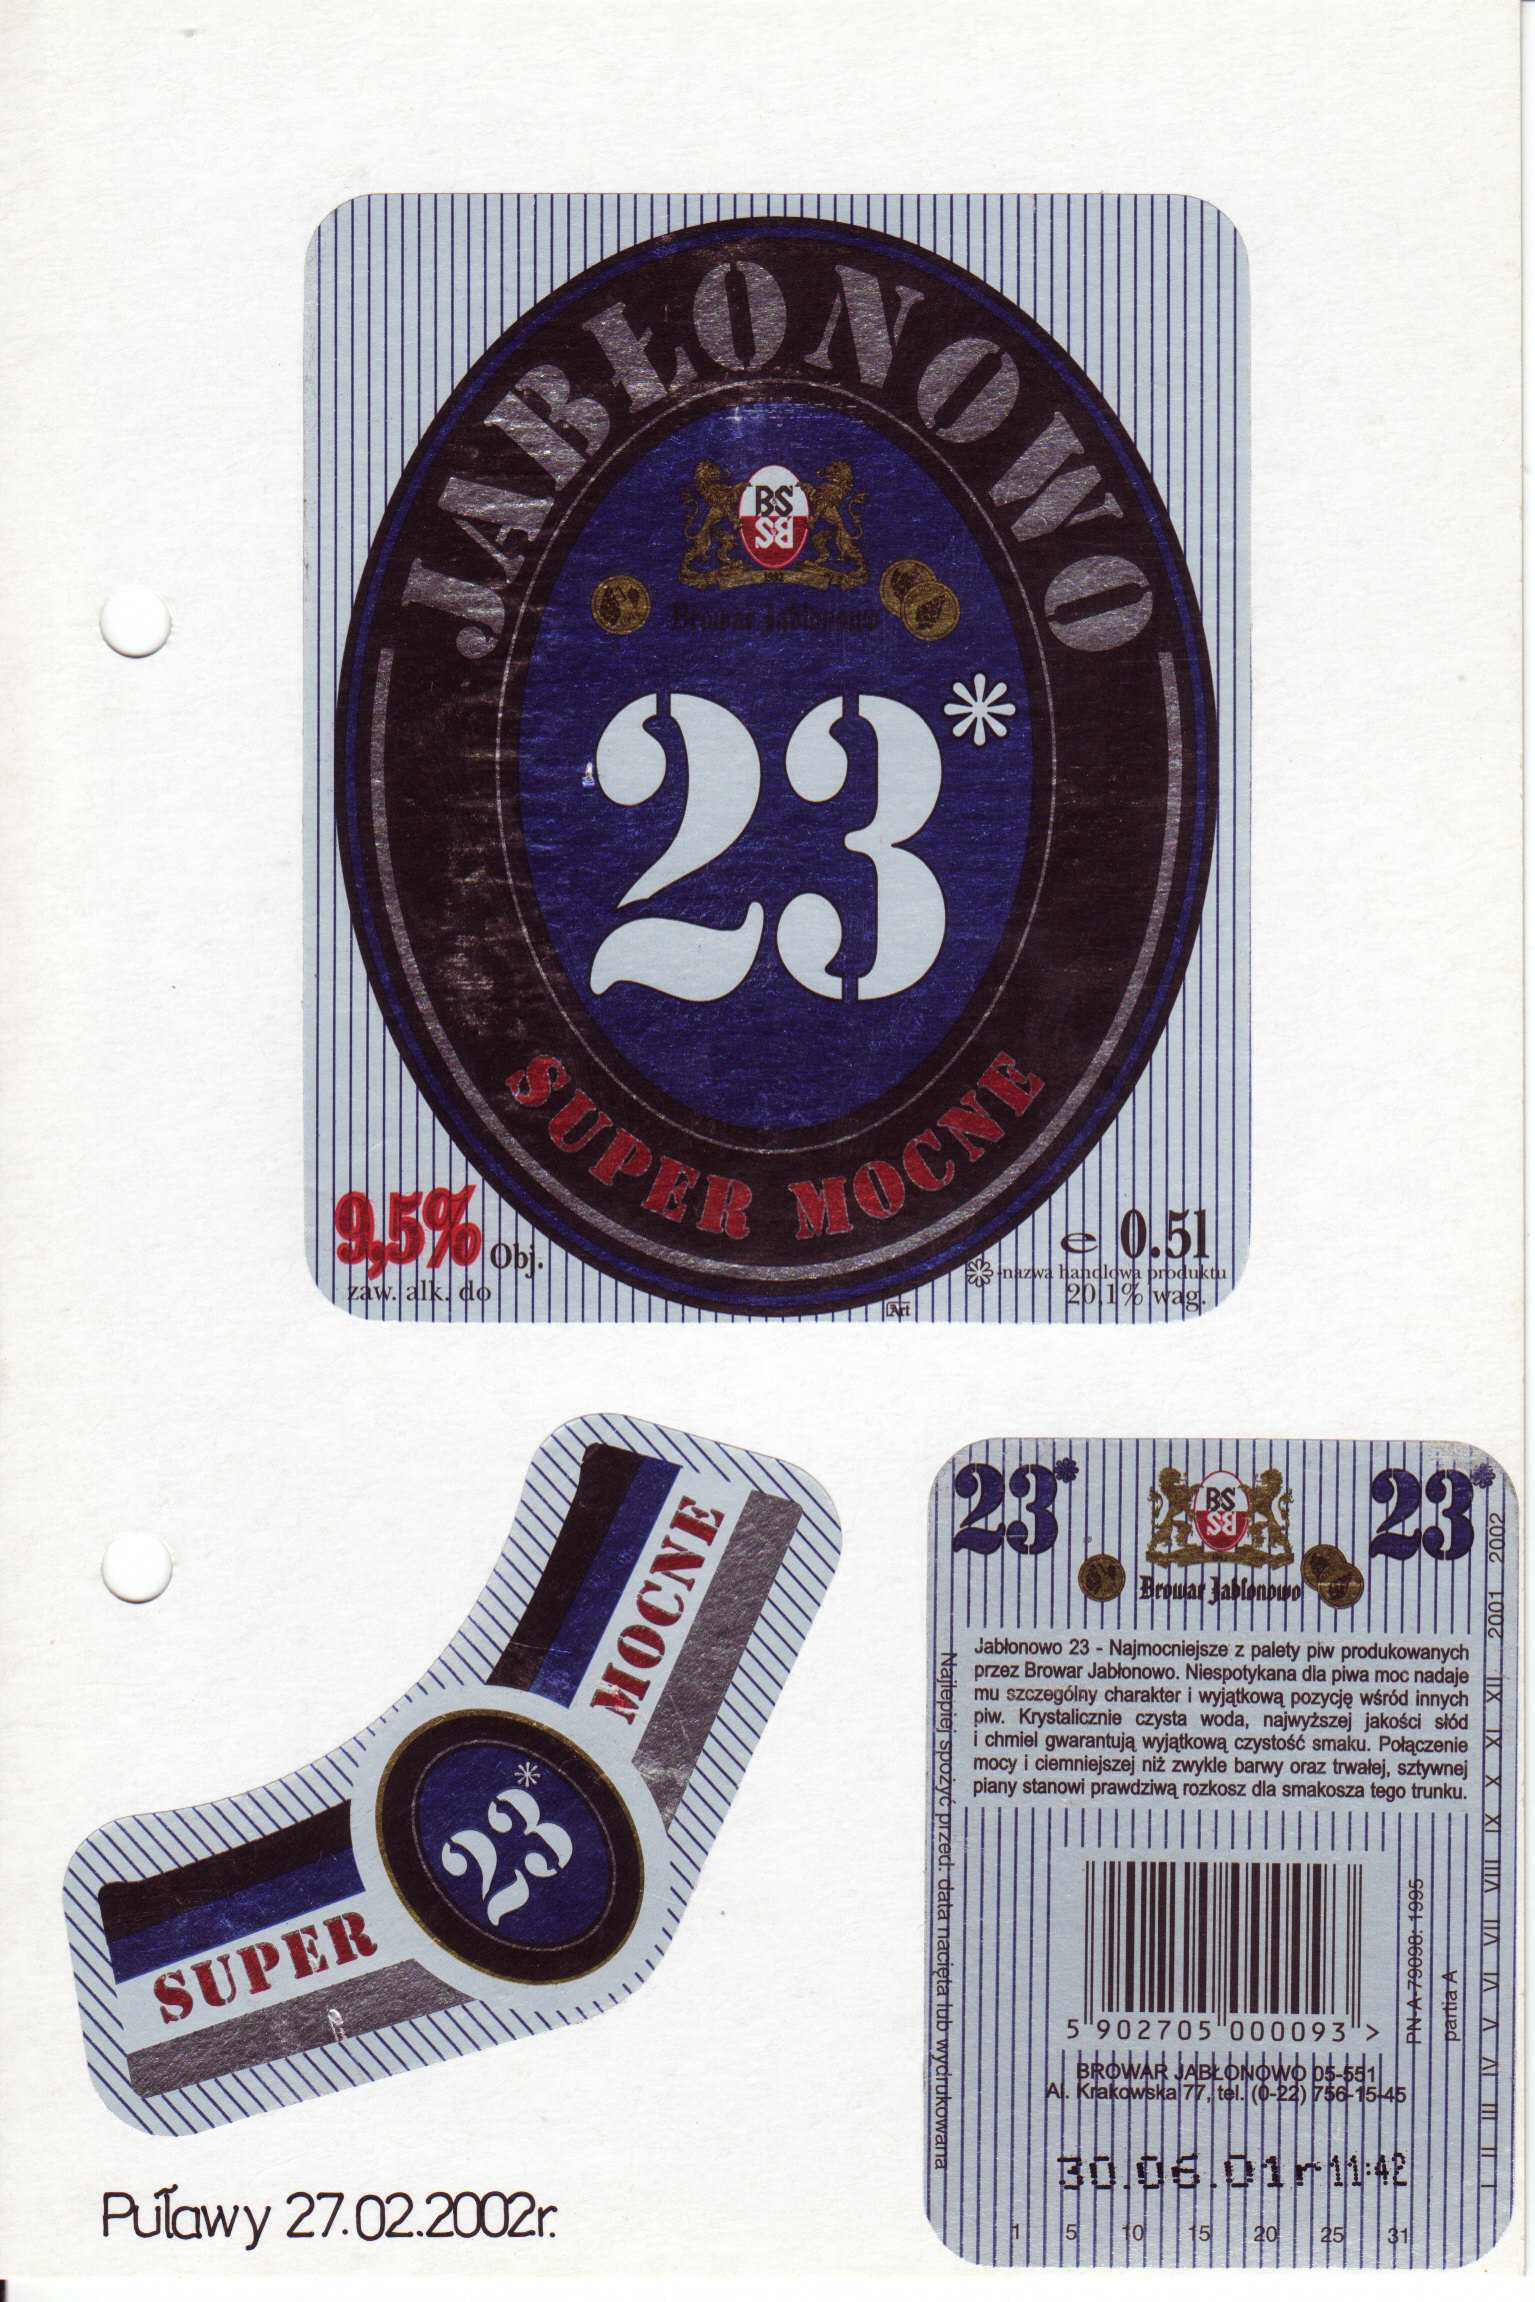 JABŁONOWO
BS
BS
1992
Browar Jabłonowo
23*
SUPER MOCNE
9,5% Obj.
zaw. alk. do
e 0.5l
*-nazwa handlowa produktu
20.1% wag.
Art
SUPER
23*
MOCNE
23*
BS
BS
1992
23*
Browar Jabłonowo
Jabłonowo 23 - Najmocniejsze z palety piw produkowanych
przez Browar Jabłonowo. Niespotykana dla piwa moc nadaje
mu szczególny charakter i wyjątkową pozycję wśród innych
piw. Krystalicznie czysta woda, najwyższej jakości słód
i chmiel gwarantują wyjątkową czystość smaku. Połączenie
mocy i ciemniejszej niż zwykle barwy oraz trwałej, sztywnej
piany stanowi prawdziwą rozkosz dla smakosza tego trunku.
Najlepiej spożyć przed: data nacięta lub wydrukowana
5 902705 000093 >
PN-A-79098: 1995
partia A
I II III IV V VI VII VIII IX X XI XII 2001 2002
BROWAR JABŁONOWO 05-551
Al. Krakowska 77, tel. (0-22) 756-15-45
30.06.01r 11:42
1 5 10 15 20 25 31
Puławy 27.02.2002r.